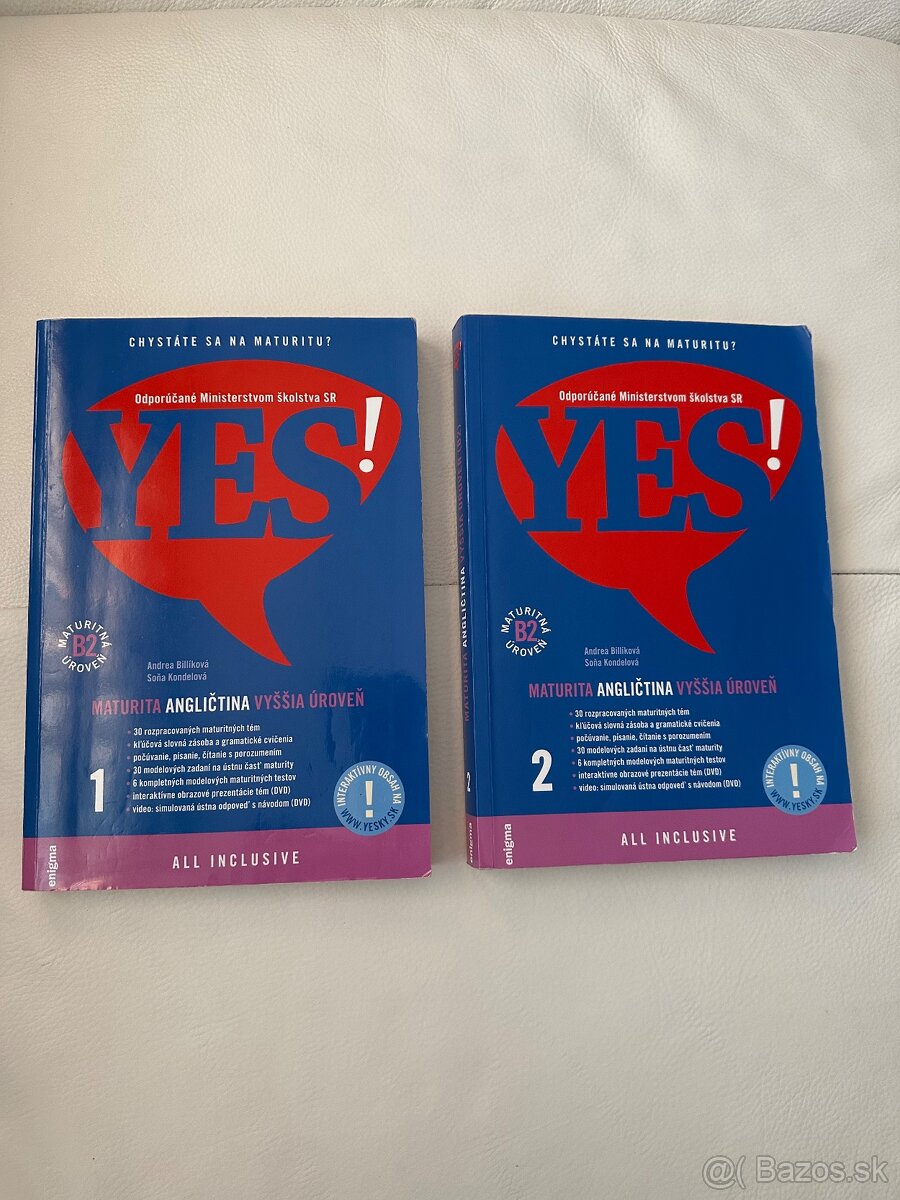 CHYSTÁTE SA NA MATURITU?
Odporúčané Ministerstvom školstva SR
YES!
MATURITNÁ
B2
ÚROVEŇ
Andrea Billíková
Soňa Kondelová
MATURITA ANGLIČTINA VYŠŠIA ÚROVEŇ
• 30 rozpracovaných maturitných tém
• kľúčová slovná zásoba a gramatické cvičenia
• počúvanie, písanie, čítanie s porozumením
• 30 modelových zadaní na ústnu časť maturity
• 6 kompletných modelových maturitných testov
• interaktívne obrazové prezentácie tém (DVD)
• video: simulovaná ústna odpoveď s návodom (DVD)
1
INTERAKTÍVNY OBSAH NA
!
WWW.YESKY.SK
enigma
ALL INCLUSIVE
CHYSTÁTE SA NA MATURITU?
Odporúčané Ministerstvom školstva SR
YES!
MATURITNÁ
B2
ÚROVEŇ
Andrea Billíková
Soňa Kondelová
MATURITA ANGLIČTINA VYŠŠIA ÚROVEŇ
• 30 rozpracovaných maturitných tém
• kľúčová slovná zásoba a gramatické cvičenia
• počúvanie, písanie, čítanie s porozumením
• 30 modelových zadaní na ústnu časť maturity
• 6 kompletných modelových maturitných testov
• interaktívne obrazové prezentácie tém (DVD)
• video: simulovaná ústna odpoveď s návodom (DVD)
2
INTERAKTÍVNY OBSAH NA
!
WWW.YESKY.SK
enigma
ALL INCLUSIVE
MATURITA ANGLIČTINA VYŠŠIA ÚROVEŇ
2
enigma
@( Bazos.sk